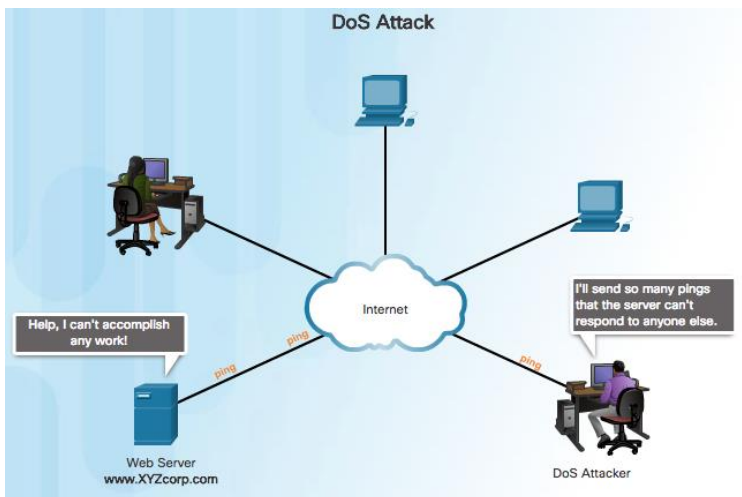 DoS Attack
Internet
I'll send so many pings
that the server can't
respond to anyone else.
Help, I can't accomplish
any work!
ping
ping
ping
Web Server
www.XYZcorp.com
DoS Attacker